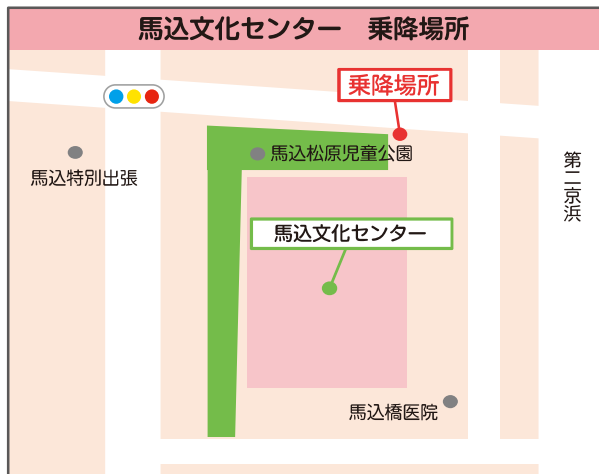 馬込文化センター　乗降場所
乗降場所
馬込松原児童公園
馬込特別出張
第二京浜
馬込文化センター
馬込橋医院